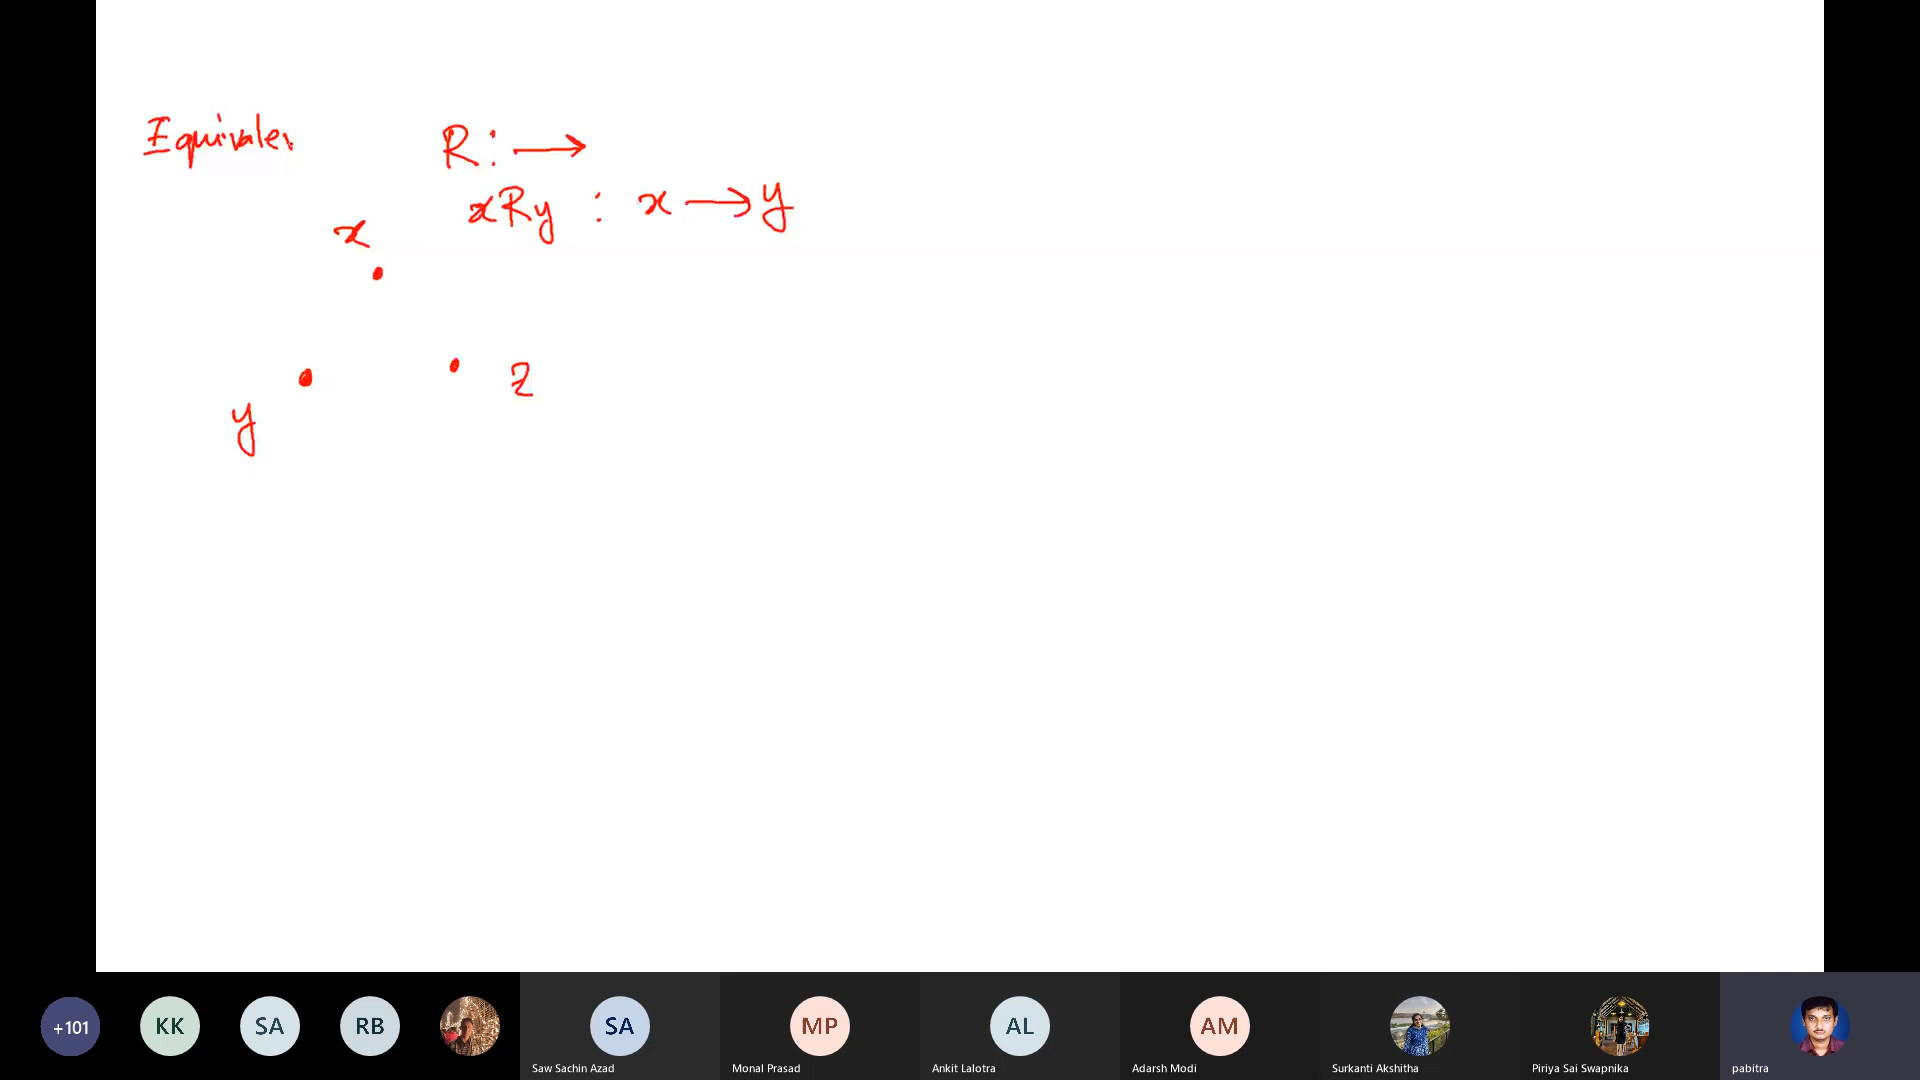 Equivalen
R: →
xRy : x → y
x
z
y
+101
KK
SA
RB
SA
MP
AL
AM
Saw Sachin Azad
Monal Prasad
Ankit Lalotra
Adarsh Modi
Surkanti Akshitha
Piriya Sai Swapnika
pabitra